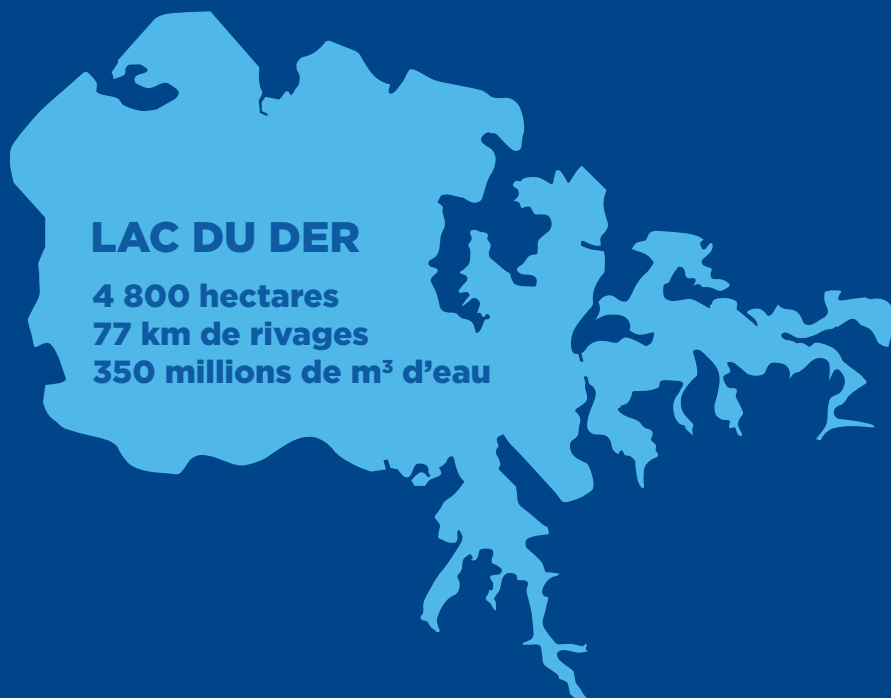 LAC DU DER
4 800 hectares
77 km de rivages
350 millions de m³ d’eau